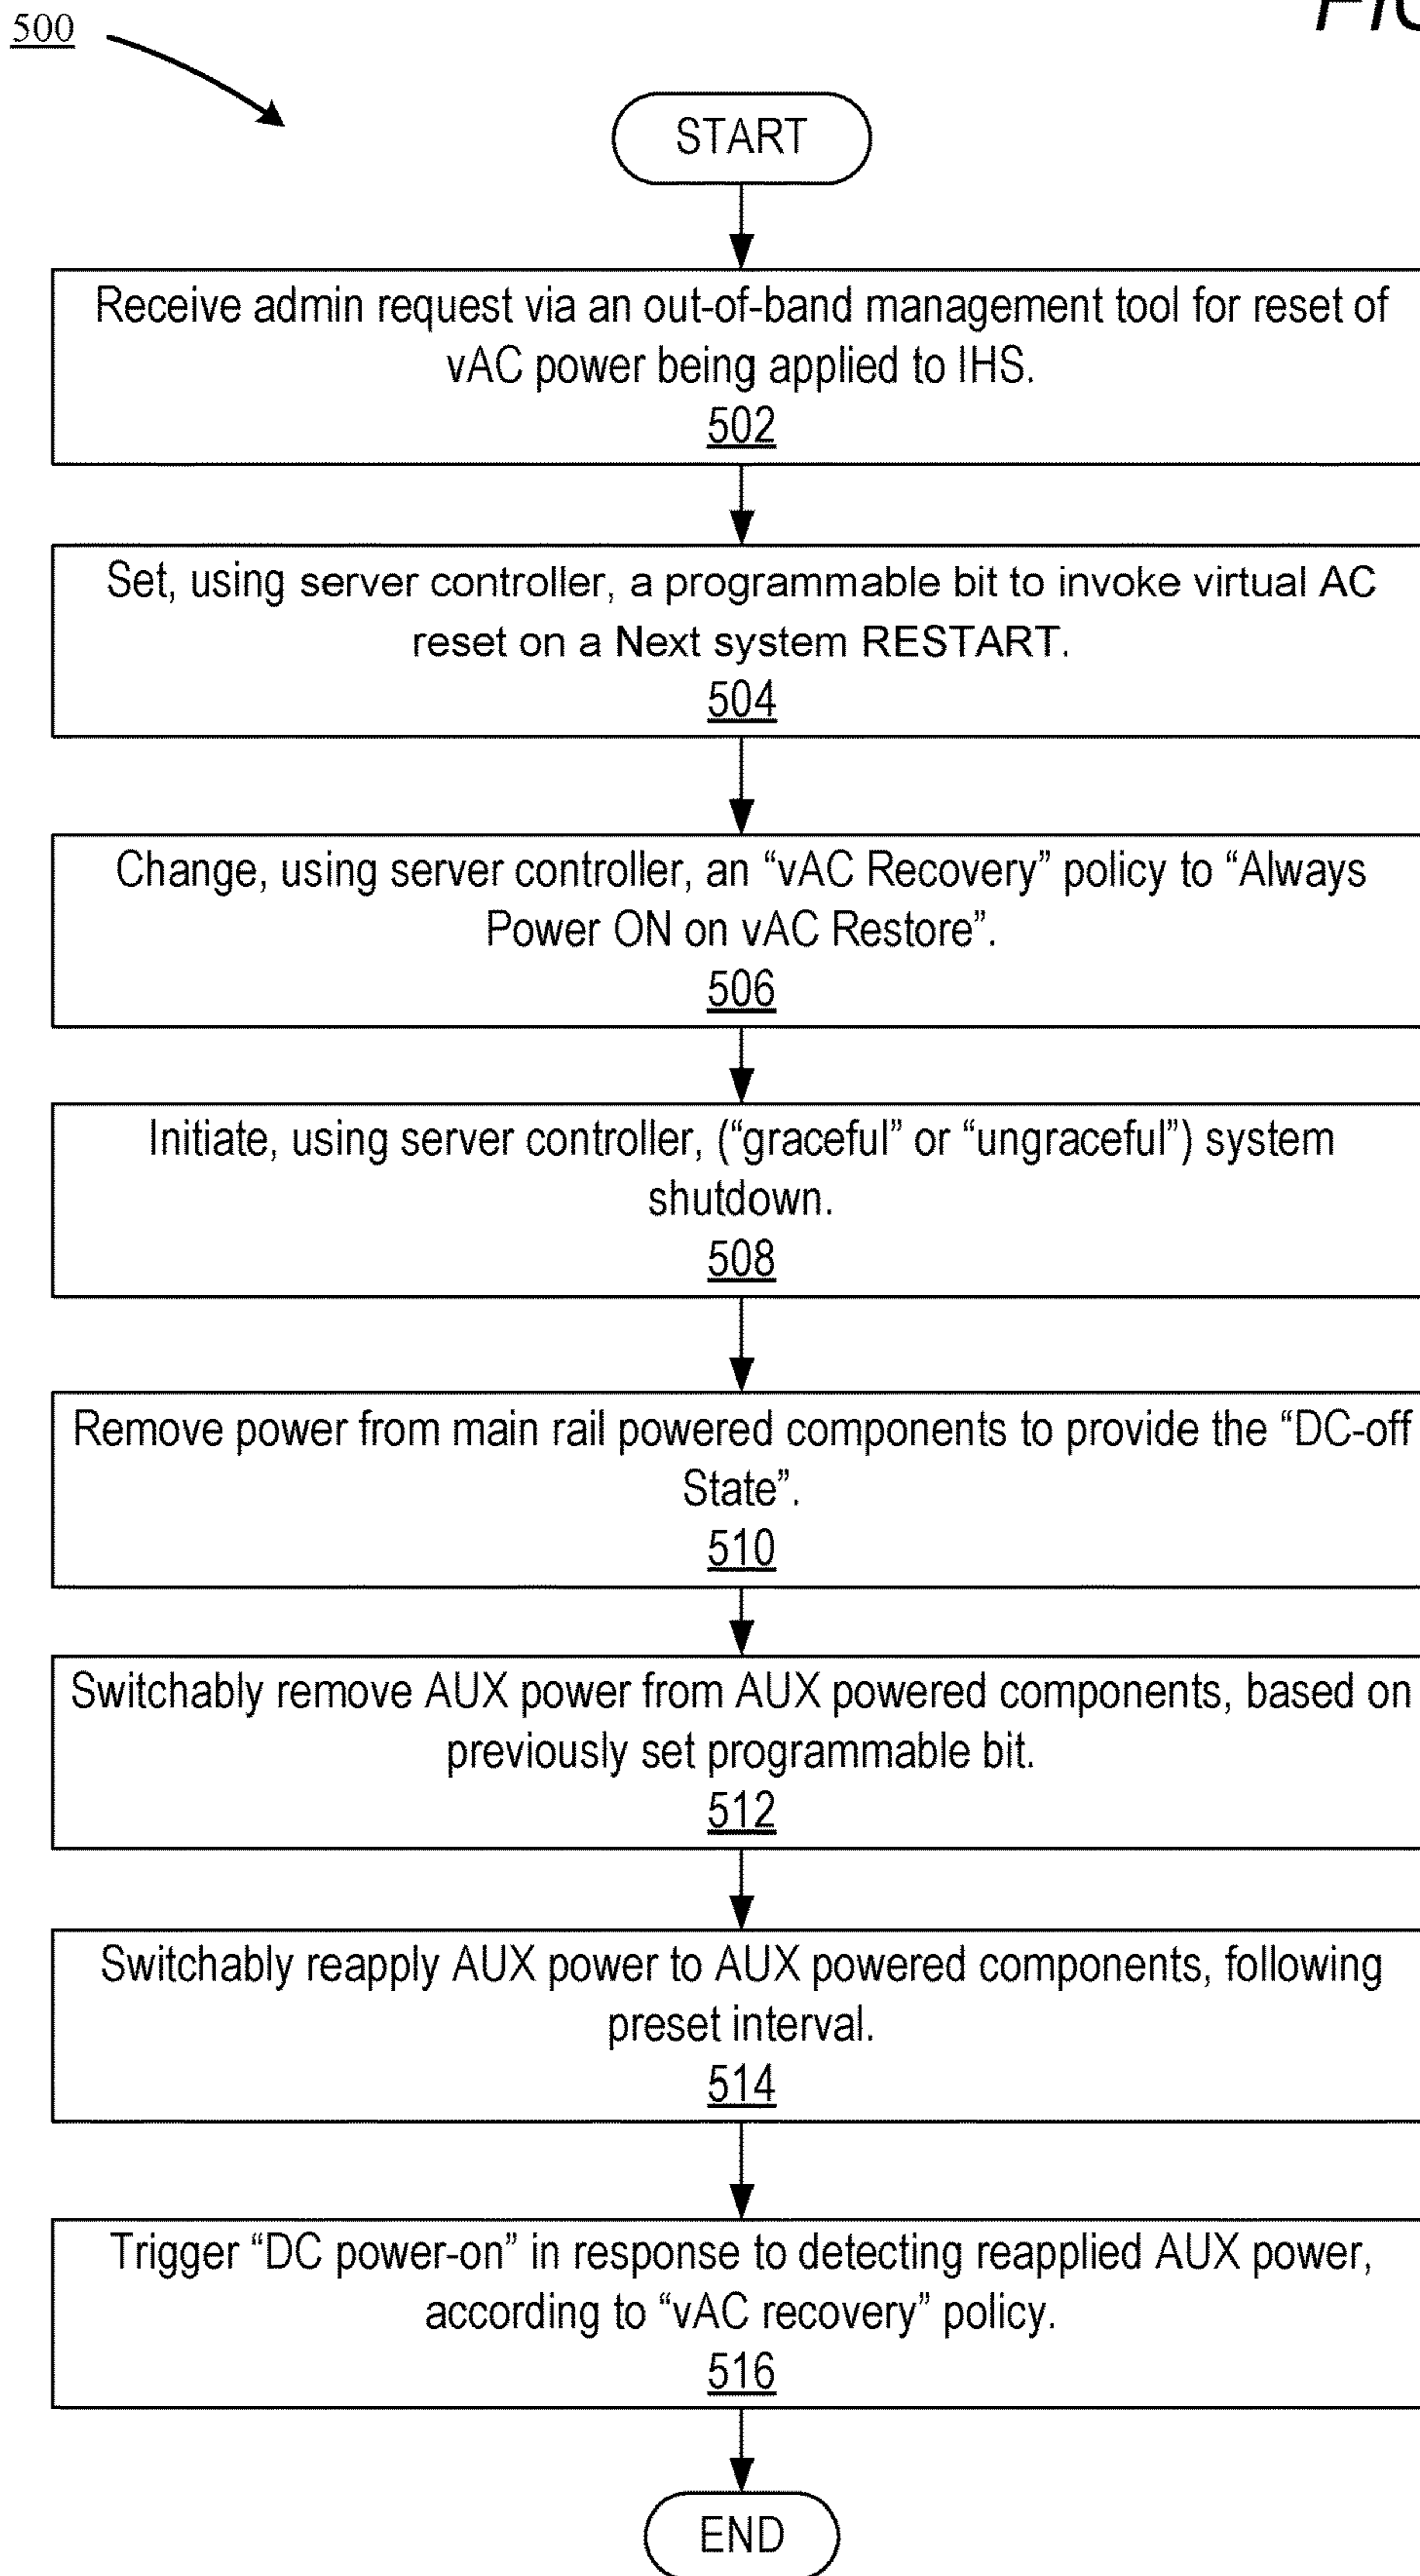 500
FIG
START
Receive admin request via an out-of-band management tool for reset of
vAC power being applied to IHS.
502
Set, using server controller, a programmable bit to invoke virtual AC
reset on a Next system RESTART.
504
Change, using server controller, an “vAC Recovery” policy to “Always
Power ON on vAC Restore”.
506
Initiate, using server controller, (“graceful” or “ungraceful”) system
shutdown.
508
Remove power from main rail powered components to provide the “DC-off
State”.
510
Switchably remove AUX power from AUX powered components, based on
previously set programmable bit.
512
Switchably reapply AUX power to AUX powered components, following
preset interval.
514
Trigger “DC power-on” in response to detecting reapplied AUX power,
according to “vAC recovery” policy.
516
END